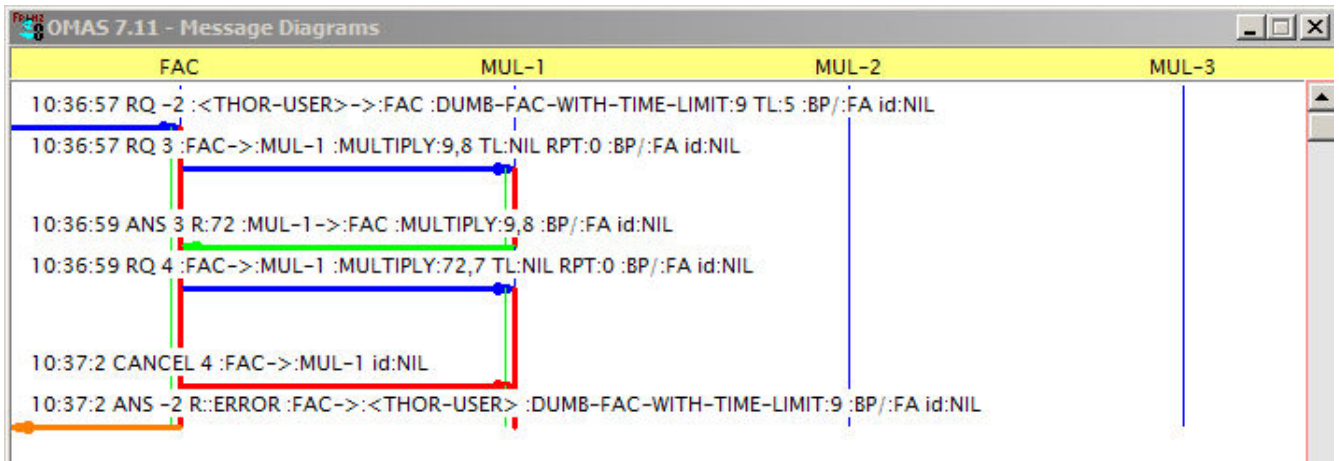 FRANZ
OMAS 7.11 - Message Diagrams
FAC MUL-1 MUL-2 MUL-3
10:36:57 RQ -2 :<THOR-USER>->:FAC :DUMB-FAC-WITH-TIME-LIMIT:9 TL:5 :BP/:FA id:NIL
10:36:57 RQ 3 :FAC->:MUL-1 :MULTIPLY:9,8 TL:NIL RPT:0 :BP/:FA id:NIL
10:36:59 ANS 3 R:72 :MUL-1->:FAC :MULTIPLY:9,8 :BP/:FA id:NIL
10:36:59 RQ 4 :FAC->:MUL-1 :MULTIPLY:72,7 TL:NIL RPT:0 :BP/:FA id:NIL
10:37:2 CANCEL 4 :FAC->:MUL-1 id:NIL
10:37:2 ANS -2 R::ERROR :FAC->:<THOR-USER> :DUMB-FAC-WITH-TIME-LIMIT:9 :BP/:FA id:NIL